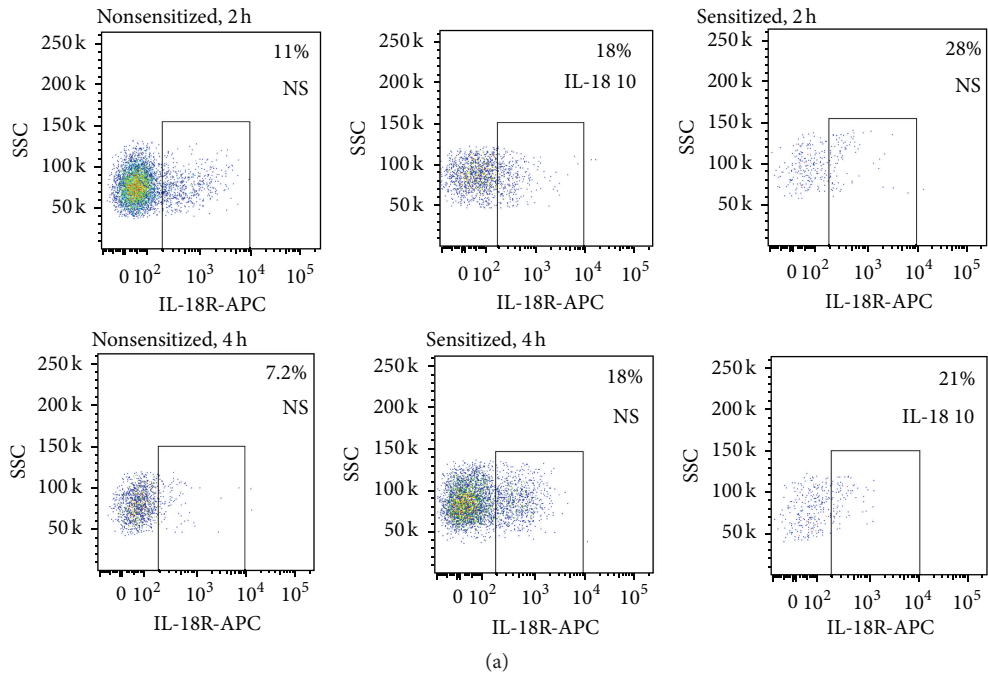 Nonsensitized, 2 h
250 k
200 k
150 k
100 k
50 k
SSC
11%
NS
0 10² 10³ 10⁴ 10⁵
IL-18R-APC
250 k
200 k
150 k
100 k
50 k
SSC
18%
IL-18 10
0 10² 10³ 10⁴ 10⁵
IL-18R-APC
Sensitized, 2 h
250 k
200 k
150 k
100 k
50 k
SSC
28%
NS
0 10² 10³ 10⁴ 10⁵
IL-18R-APC
Nonsensitized, 4 h
250 k
200 k
150 k
100 k
50 k
SSC
7.2%
NS
0 10² 10³ 10⁴ 10⁵
IL-18R-APC
Sensitized, 4 h
250 k
200 k
150 k
100 k
50 k
SSC
18%
NS
0 10² 10³ 10⁴ 10⁵
IL-18R-APC
250 k
200 k
150 k
100 k
50 k
SSC
21%
IL-18 10
0 10² 10³ 10⁴ 10⁵
IL-18R-APC
(a)